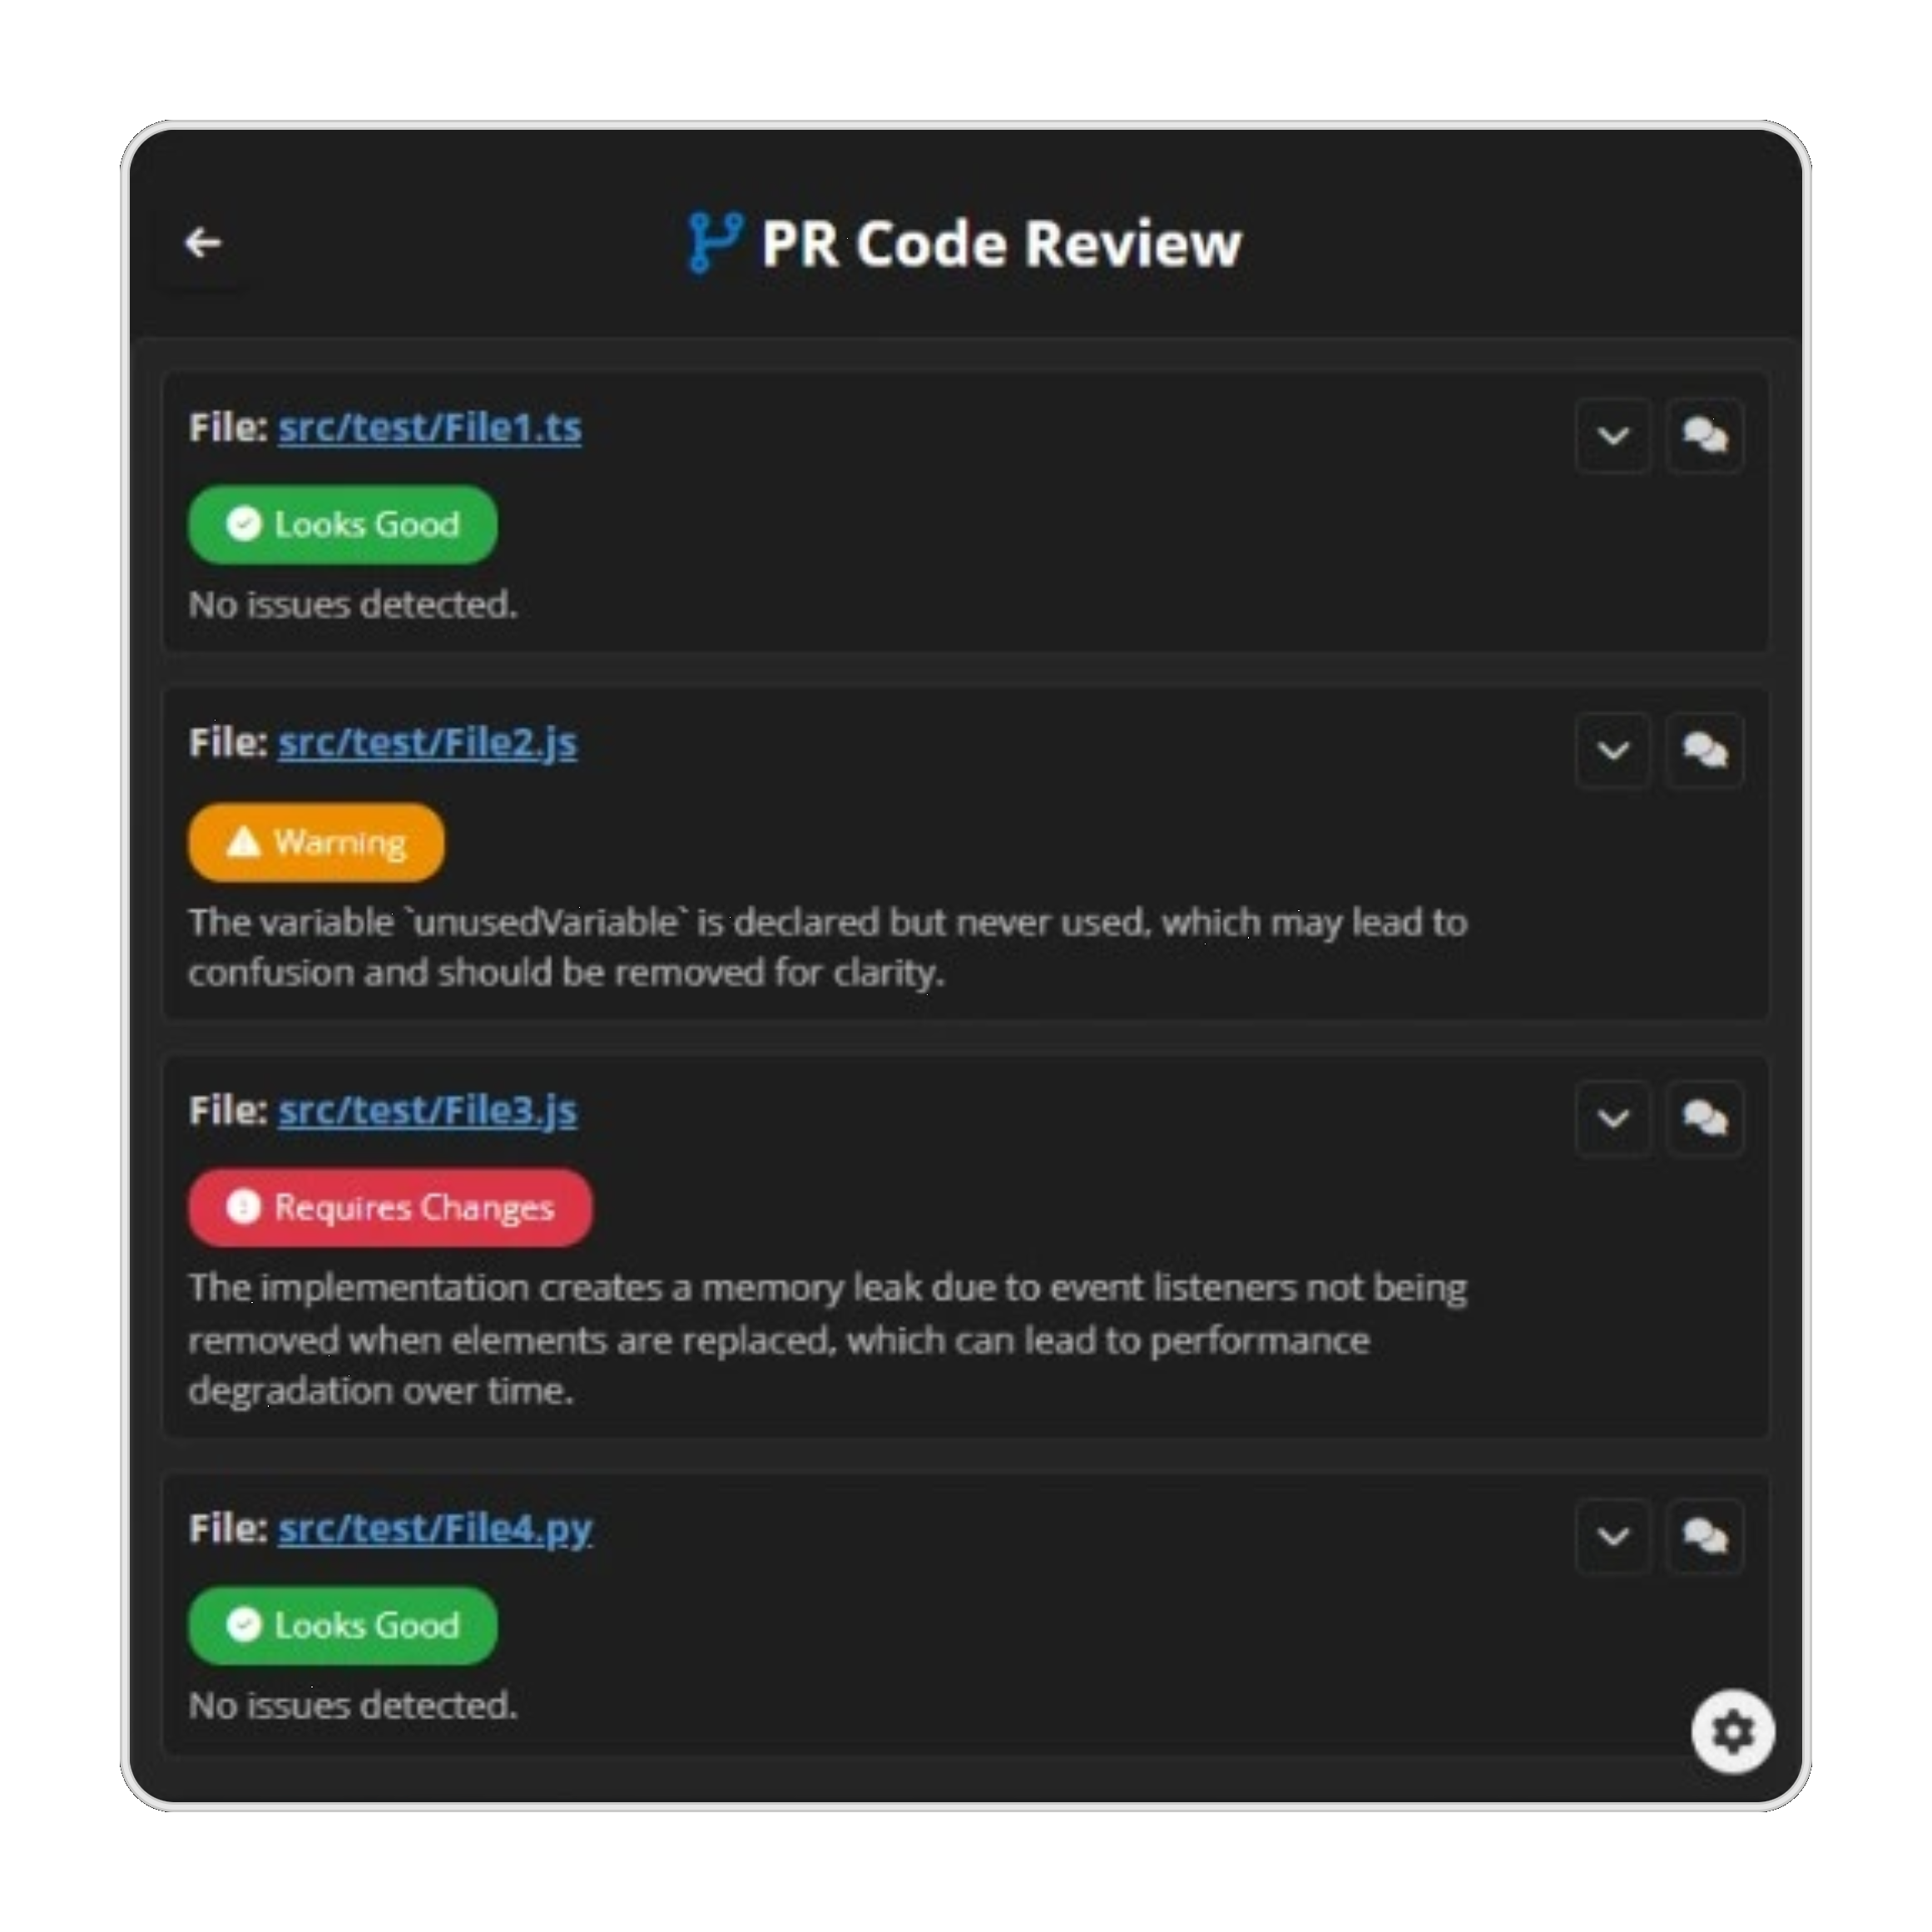 PR Code Review
File: src/test/File1.ts
Looks Good
No issues detected.
File: src/test/File2.js
Warning
The variable `unusedVariable` is declared but never used, which may lead to
confusion and should be removed for clarity.
File: src/test/File3.js
Requires Changes
The implementation creates a memory leak due to event listeners not being
removed when elements are replaced, which can lead to performance
degradation over time.
File: src/test/File4.py
Looks Good
No issues detected.